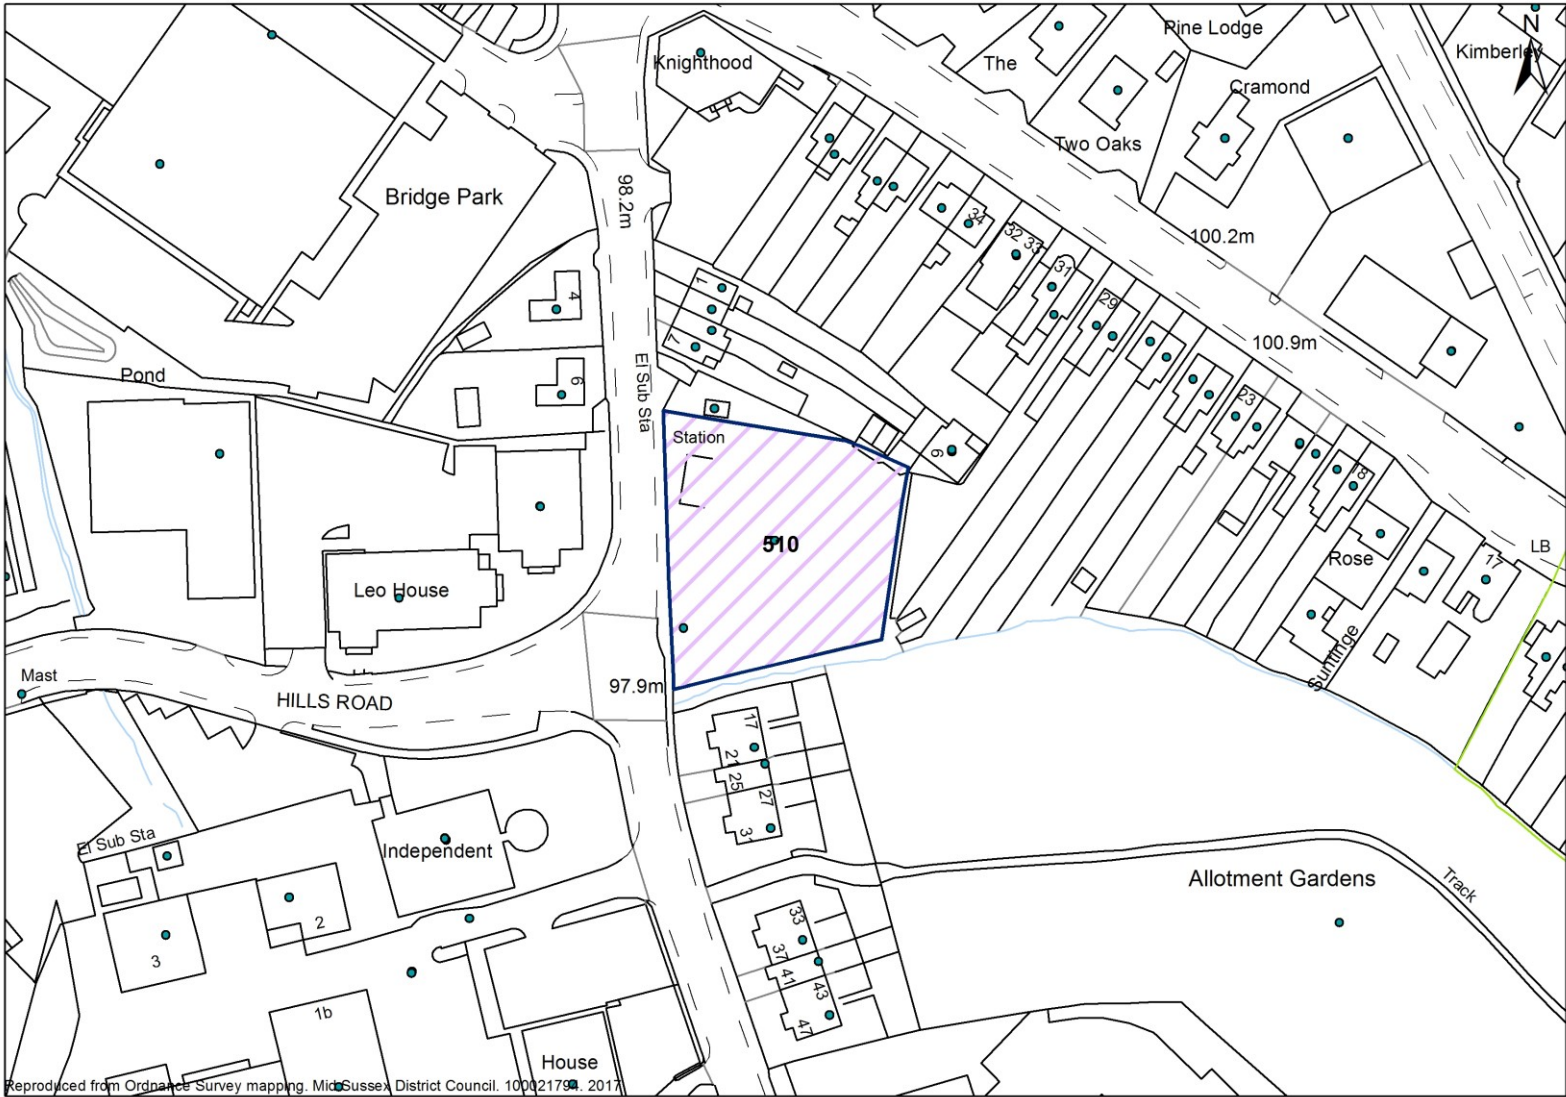 Pine Lodge
N
Kimberley
Knighthood
The
Cramond
Two Oaks
Bridge Park
98.2m
34
32 33
100.2m
31
29
1
4
7
100.9m
El Sub Sta
Pond
6
23
Station
6
18
510
Rose
LB
17
Leo House
Suntinge
Mast
97.9m
HILLS ROAD
17
21
25
27
31
El Sub Sta
Independent
Allotment Gardens
Track
2
33
37
41
43
47
3
1b
House
Reproduced from Ordnance Survey mapping. Mid Sussex District Council. 100021794. 2017